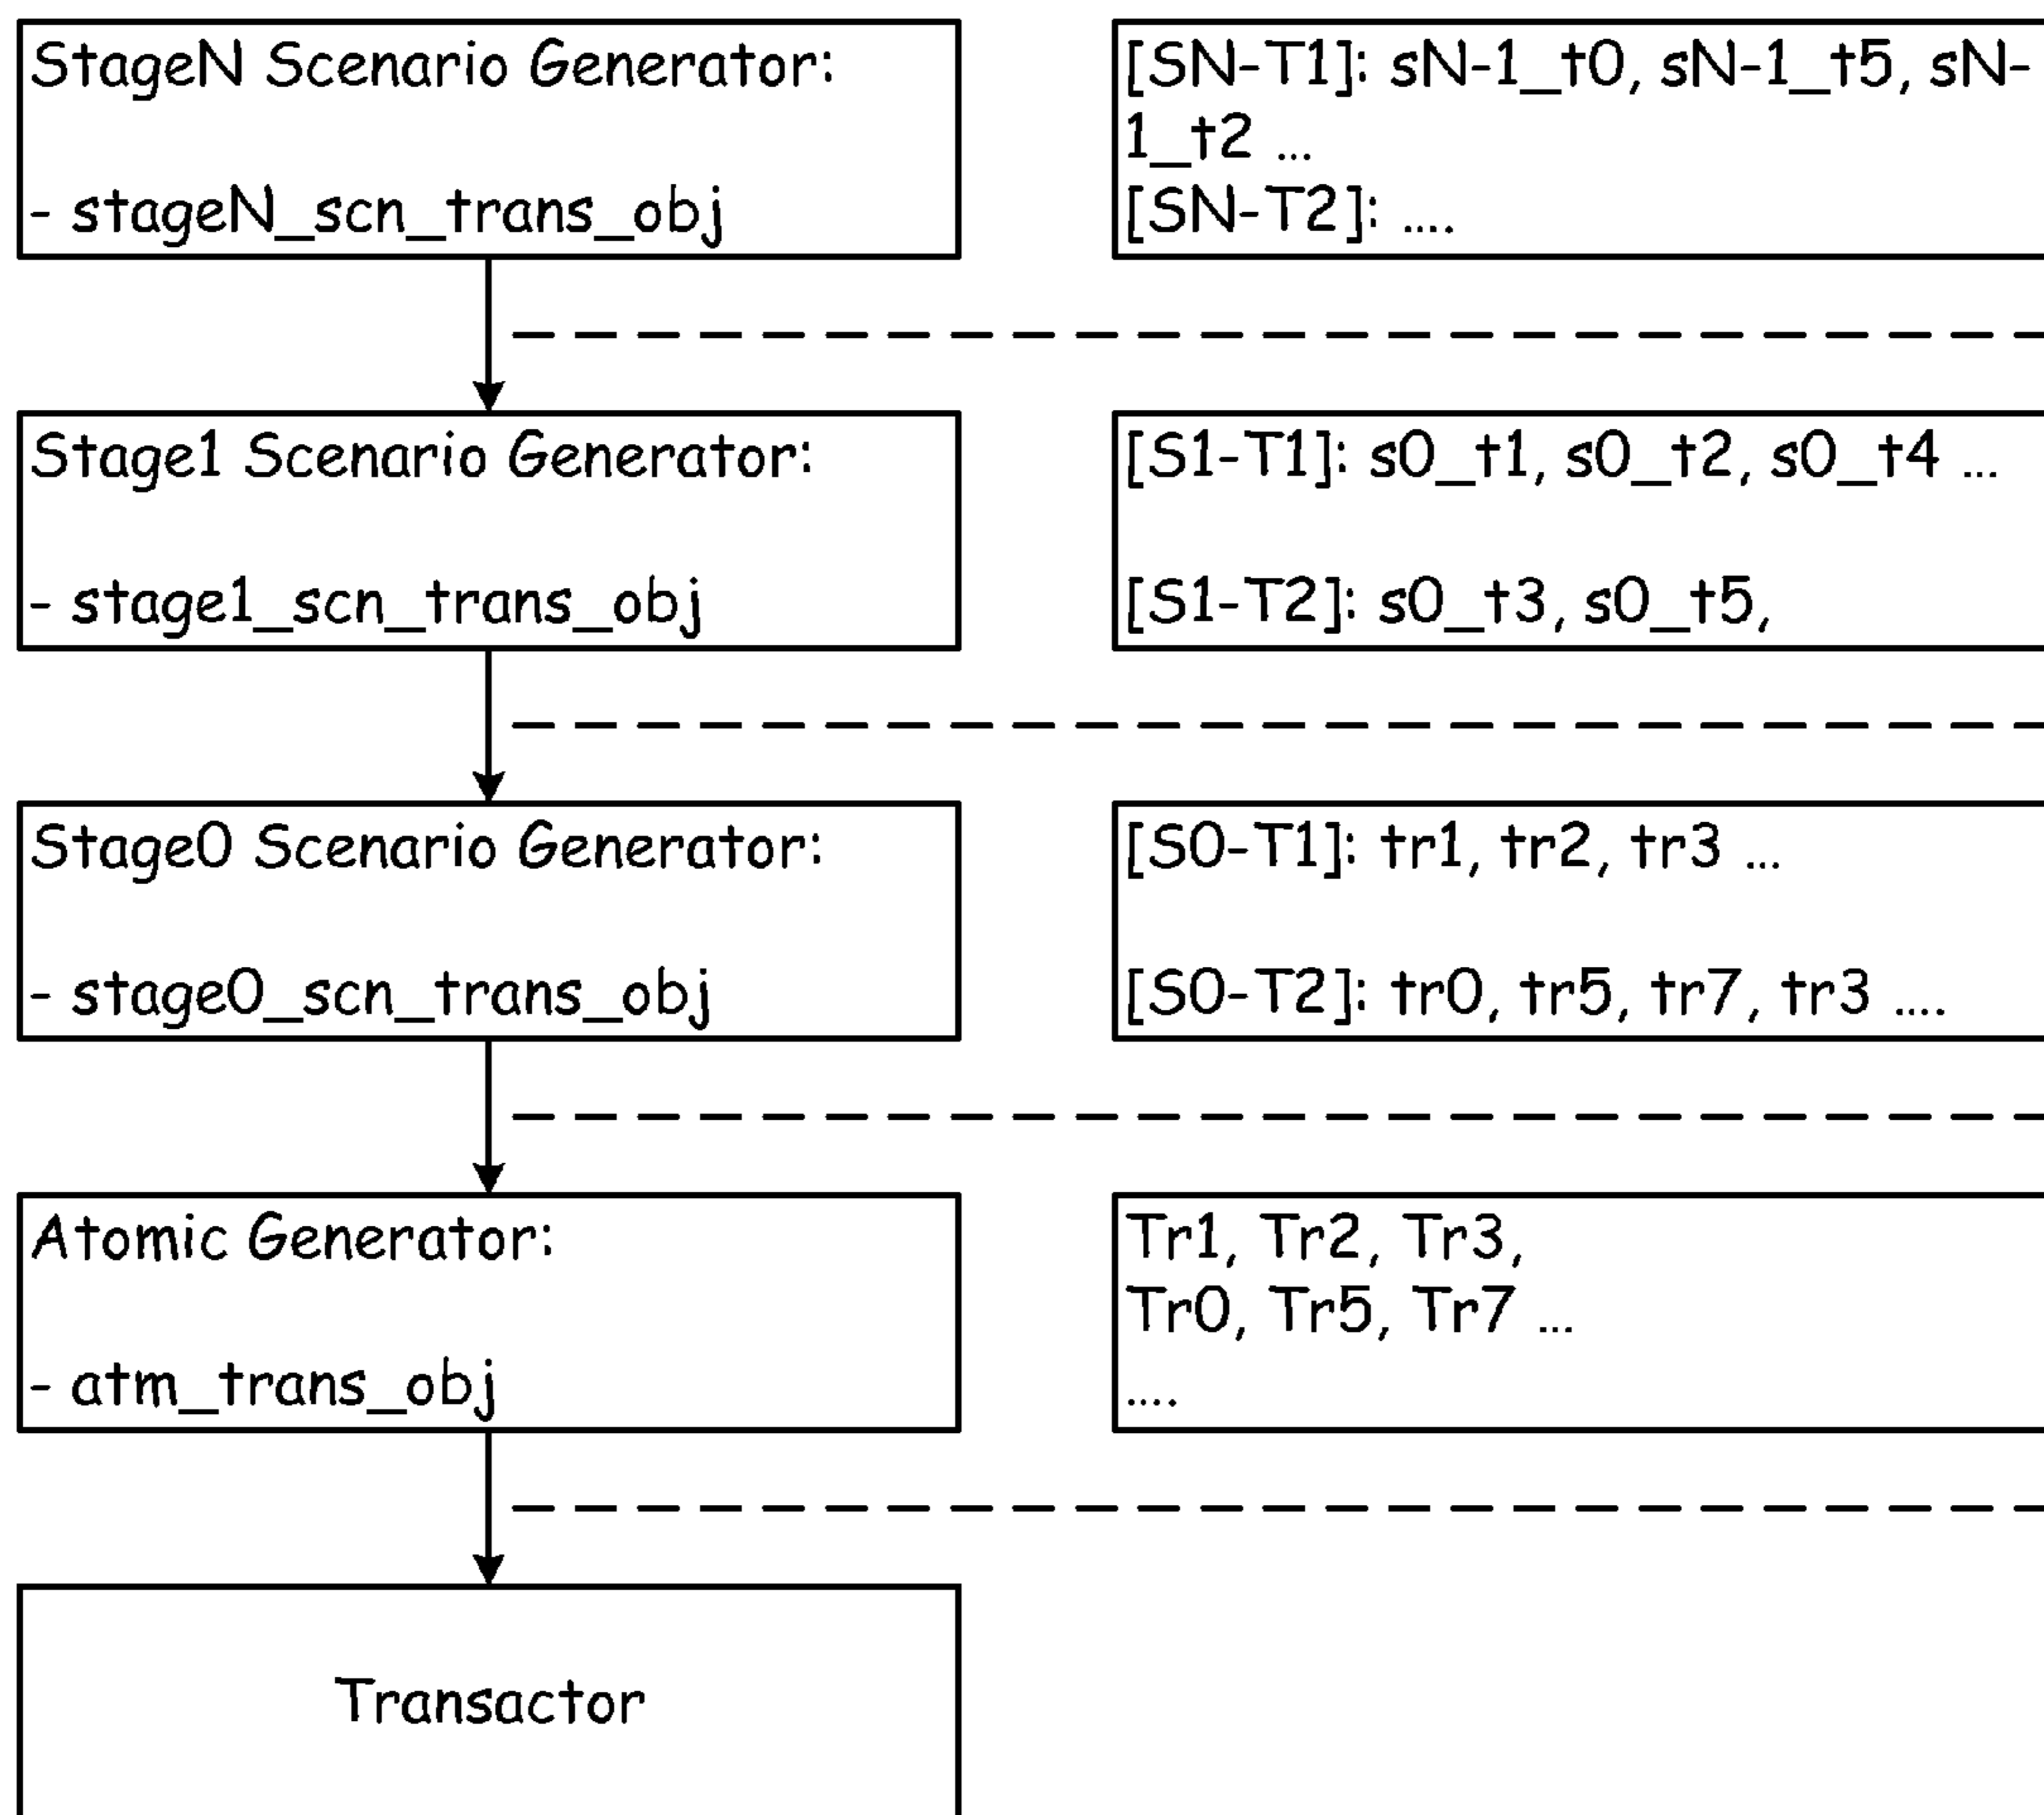 StageN Scenario Generator:
- stageN_scn_trans_obj
[SN-T1]: sN-1_t0, sN-1_t5, sN-
1_t2 ...
[SN-T2]: ....
Stage1 Scenario Generator:
- stage1_scn_trans_obj
[S1-T1]: s0_t1, s0_t2, s0_t4 ...
[S1-T2]: s0_t3, s0_t5,
Stage0 Scenario Generator:
- stage0_scn_trans_obj
[S0-T1]: tr1, tr2, tr3 ...
[S0-T2]: tr0, tr5, tr7, tr3 ....
Atomic Generator:
- atm_trans_obj
Tr1, Tr2, Tr3,
Tr0, Tr5, Tr7 ...
....
Transactor